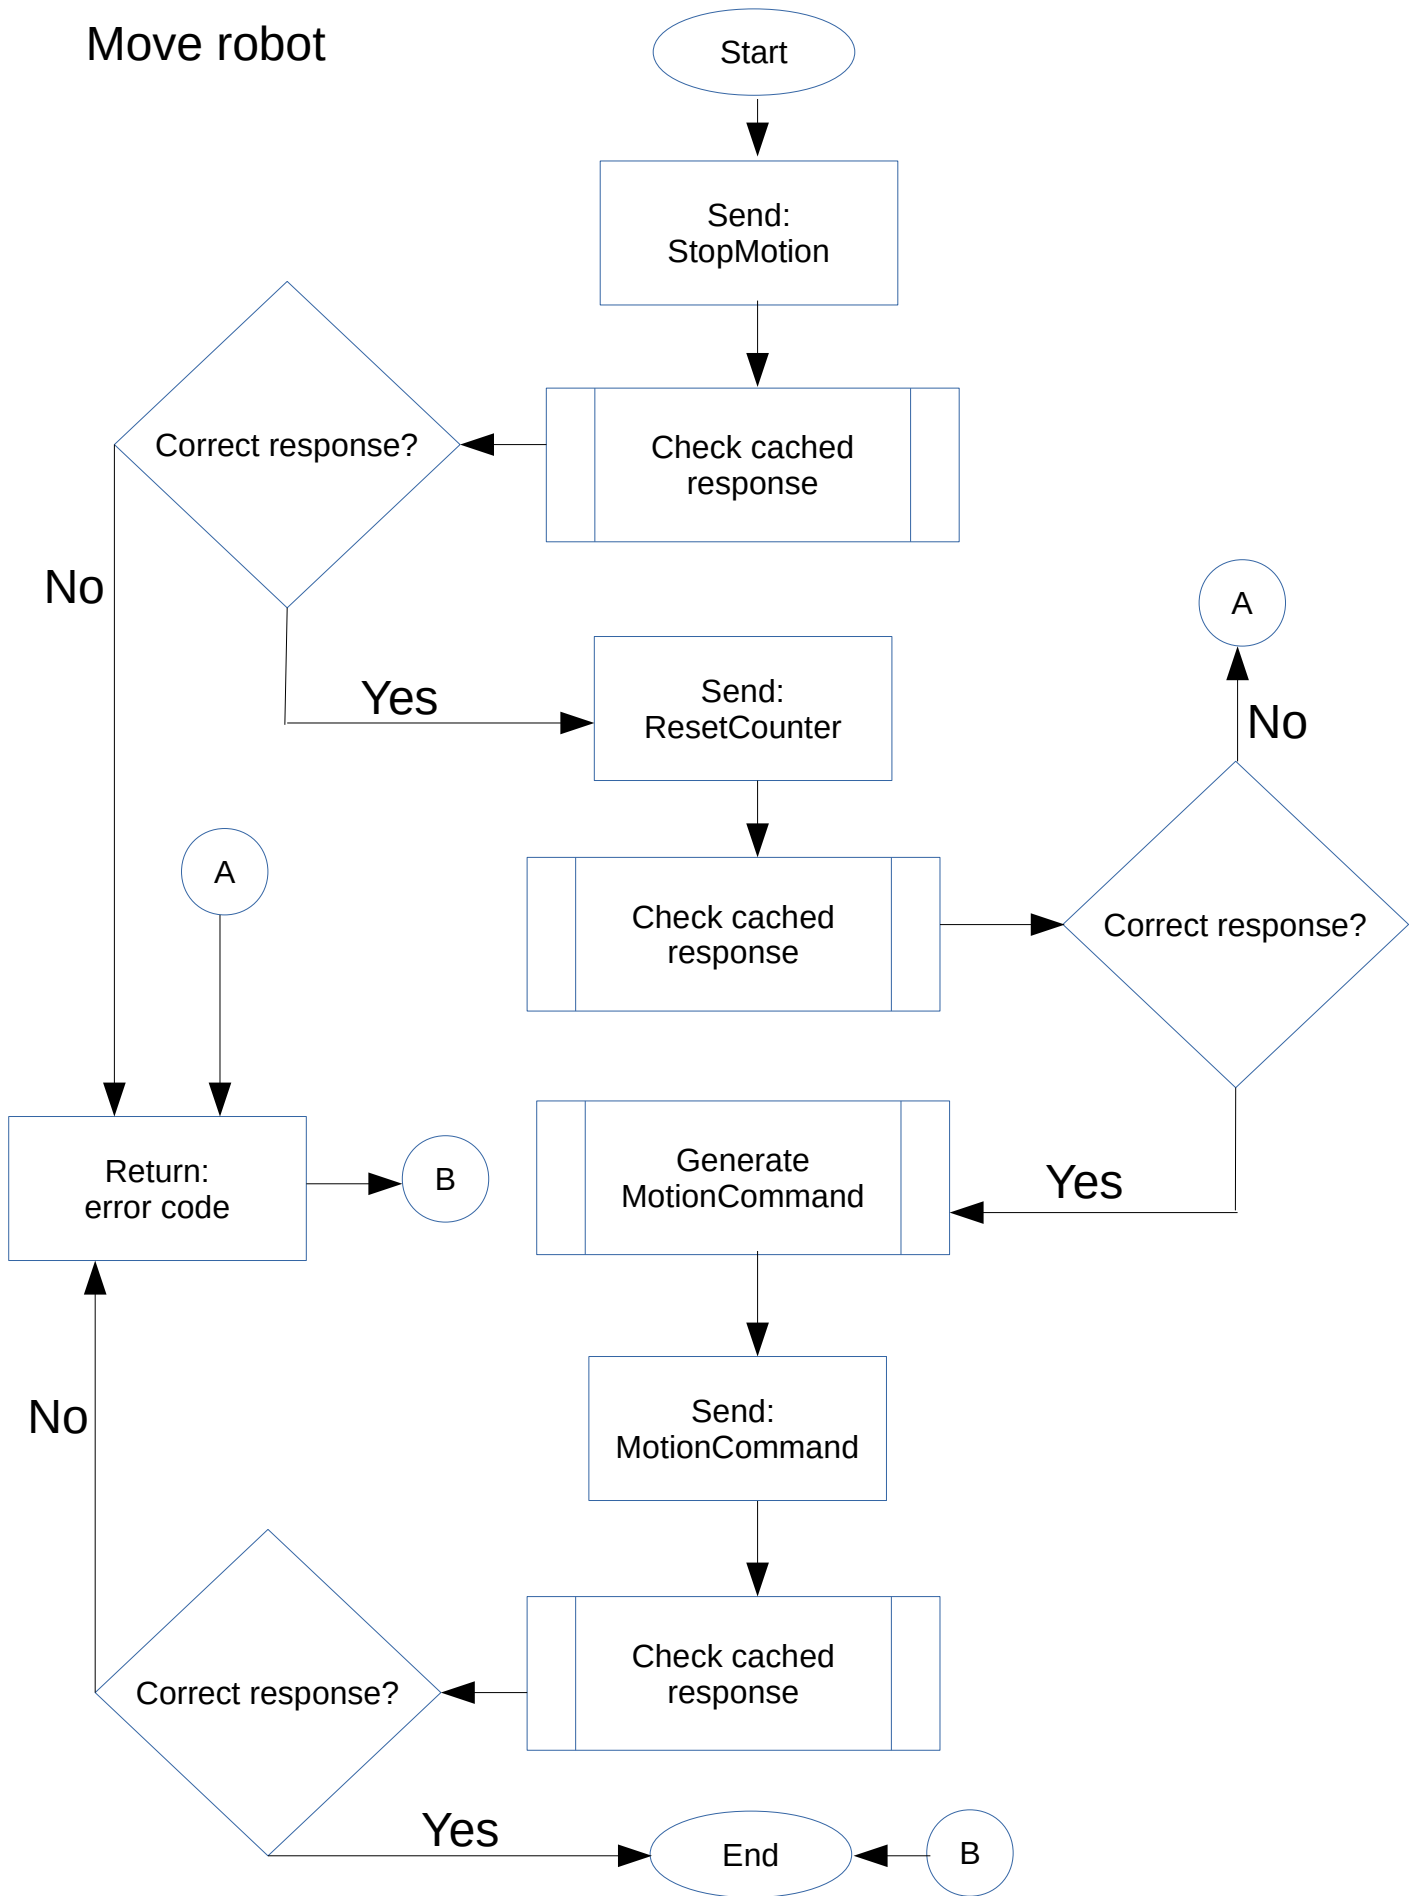 Move robot
Start
Send:
StopMotion
Correct response?
Check cached
response
No
A
Yes
Send:
ResetCounter
No
A
Check cached
response
Correct response?
Return:
error code
B
Generate
MotionCommand
Yes
No
Send:
MotionCommand
Correct response?
Check cached
response
Yes
End
B